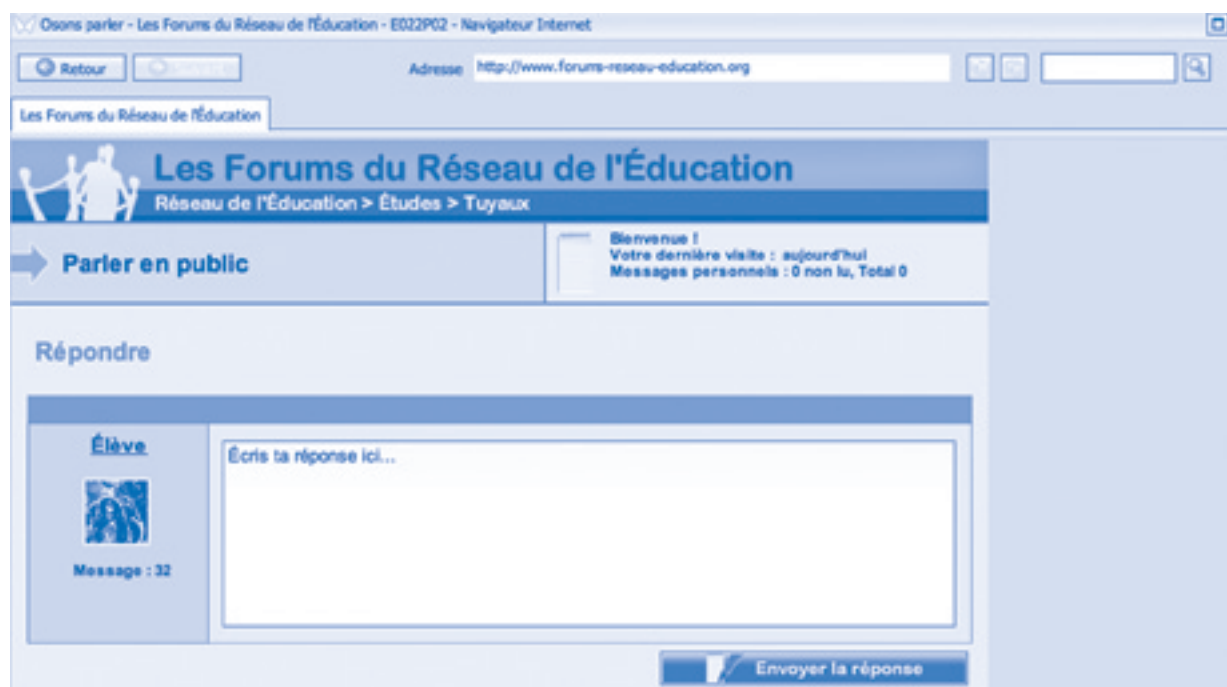 Osons parler - Les Forums du Réseau de l'Éducation - E022P02 - Navigateur Internet
Retour
Adresse http://www.forums-reseau-education.org
Les Forums du Réseau de l'Éducation
Les Forums du Réseau de l'Éducation
Réseau de l'Éducation > Études > Tuyaux
Parler en public
Bienvenue !
Votre dernière visite : aujourd'hui
Messages personnels : 0 non lu, Total 0
Répondre
Élève
Écris ta réponse ici...
Message : 32
Envoyer la réponse